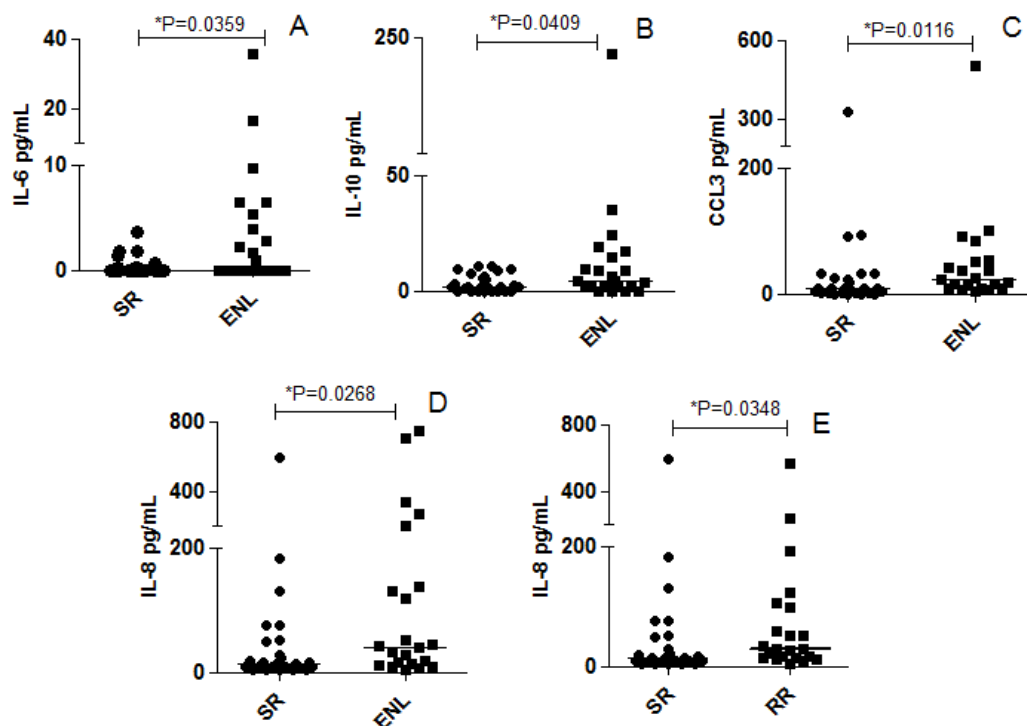 *P=0.0359
A
IL-6 pg/mL
40
20
10
0
SR
ENL
*P=0.0409
B
IL-10 pg/mL
250
50
0
SR
ENL
*P=0.0116
C
CCL3 pg/mL
600
300
200
0
SR
ENL
*P=0.0268
D
IL-8 pg/mL
800
400
200
0
SR
ENL
*P=0.0348
E
IL-8 pg/mL
800
400
200
0
SR
RR